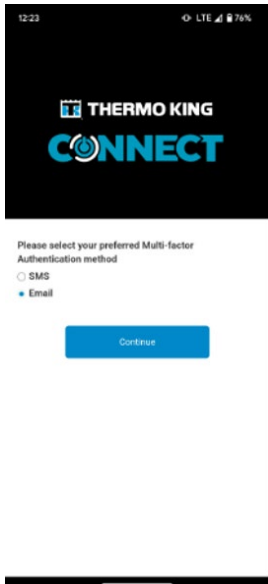 12:23 LTE 76%
THERMO KING
CONNECT
Please select your preferred Multi-factor
Authentication method
SMS
Email
Continue